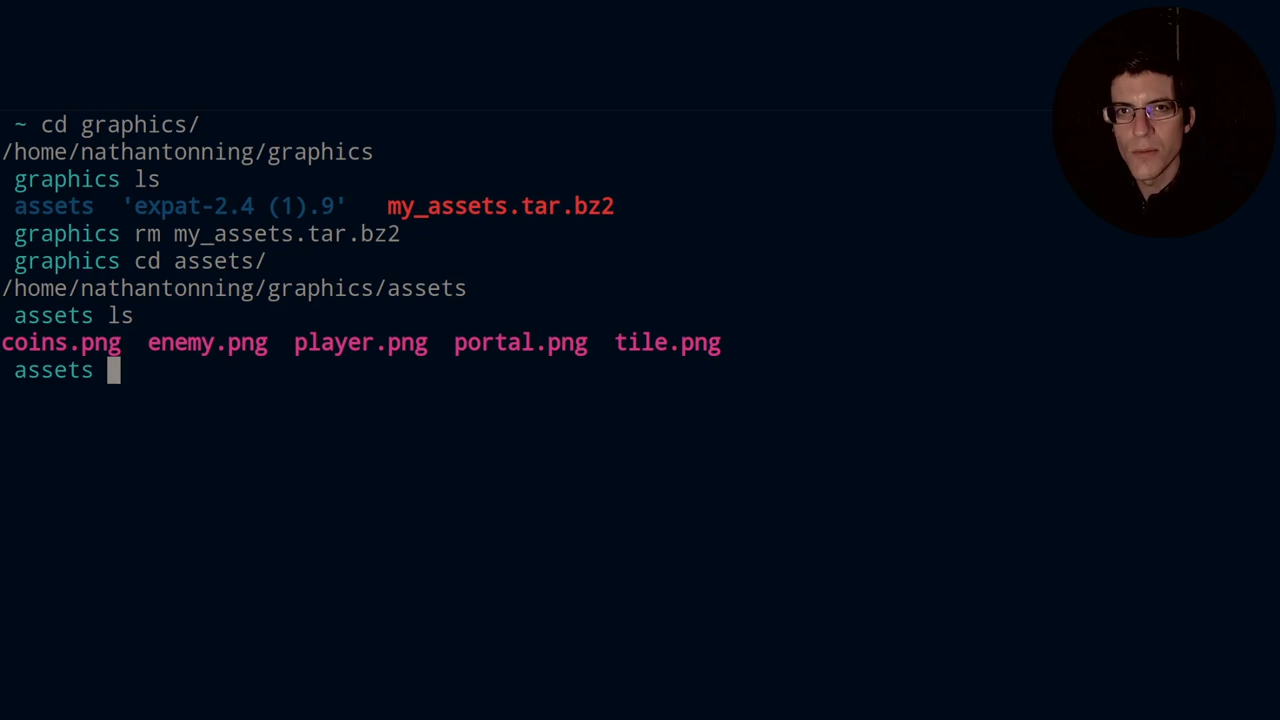 ~ cd graphics/
/home/nathantonning/graphics
graphics ls
assets 'expat-2.4 (1).9' my_assets.tar.bz2
graphics rm my_assets.tar.bz2
graphics cd assets/
/home/nathantonning/graphics/assets
assets ls
coins.png enemy.png player.png portal.png tile.png
assets